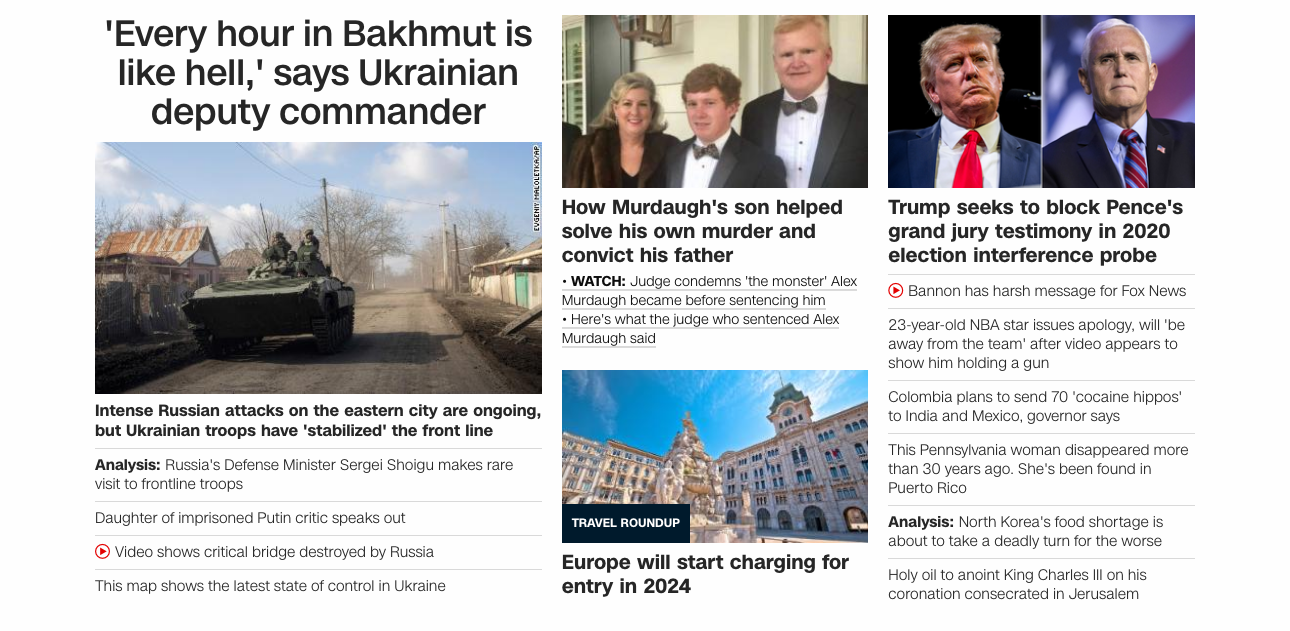 'Every hour in Bakhmut is
like hell,' says Ukrainian
deputy commander
EVGENIY MALOLETKA/AP
Intense Russian attacks on the eastern city are ongoing,
but Ukrainian troops have 'stabilized' the front line
Analysis: Russia's Defense Minister Sergei Shoigu makes rare
visit to frontline troops
Daughter of imprisoned Putin critic speaks out
Video shows critical bridge destroyed by Russia
This map shows the latest state of control in Ukraine
How Murdaugh's son helped
solve his own murder and
convict his father
• WATCH: Judge condemns 'the monster' Alex
Murdaugh became before sentencing him
• Here's what the judge who sentenced Alex
Murdaugh said
TRAVEL ROUNDUP
Europe will start charging for
entry in 2024
Trump seeks to block Pence's
grand jury testimony in 2020
election interference probe
Bannon has harsh message for Fox News
23-year-old NBA star issues apology, will 'be
away from the team' after video appears to
show him holding a gun
Colombia plans to send 70 'cocaine hippos'
to India and Mexico, governor says
This Pennsylvania woman disappeared more
than 30 years ago. She's been found in
Puerto Rico
Analysis: North Korea's food shortage is
about to take a deadly turn for the worse
Holy oil to anoint King Charles III on his
coronation consecrated in Jerusalem